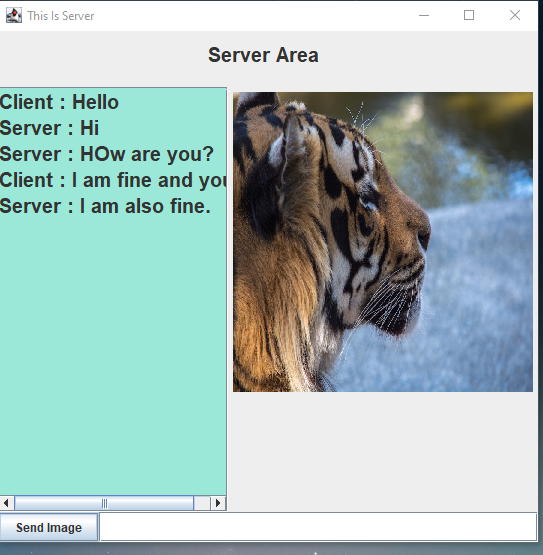 This Is Server
Server Area
Client : Hello
Server : Hi
Server : HOw are you?
Client : I am fine and you
Server : I am also fine.
Send Image